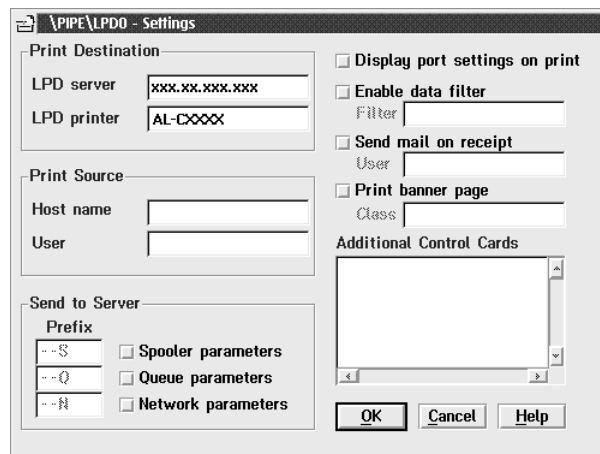 \PIPE\LPD0 - Settings
Print Destination
LPD server xxx.xx.xxx.xxx
LPD printer AL-CXXXX
Print Source
Host name
User
Send to Server
Prefix
--S Spooler parameters
--Q Queue parameters
--N Network parameters
Display port settings on print
Enable data filter
Filter
Send mail on receipt
User
Print banner page
Class
Additional Control Cards
OK Cancel Help